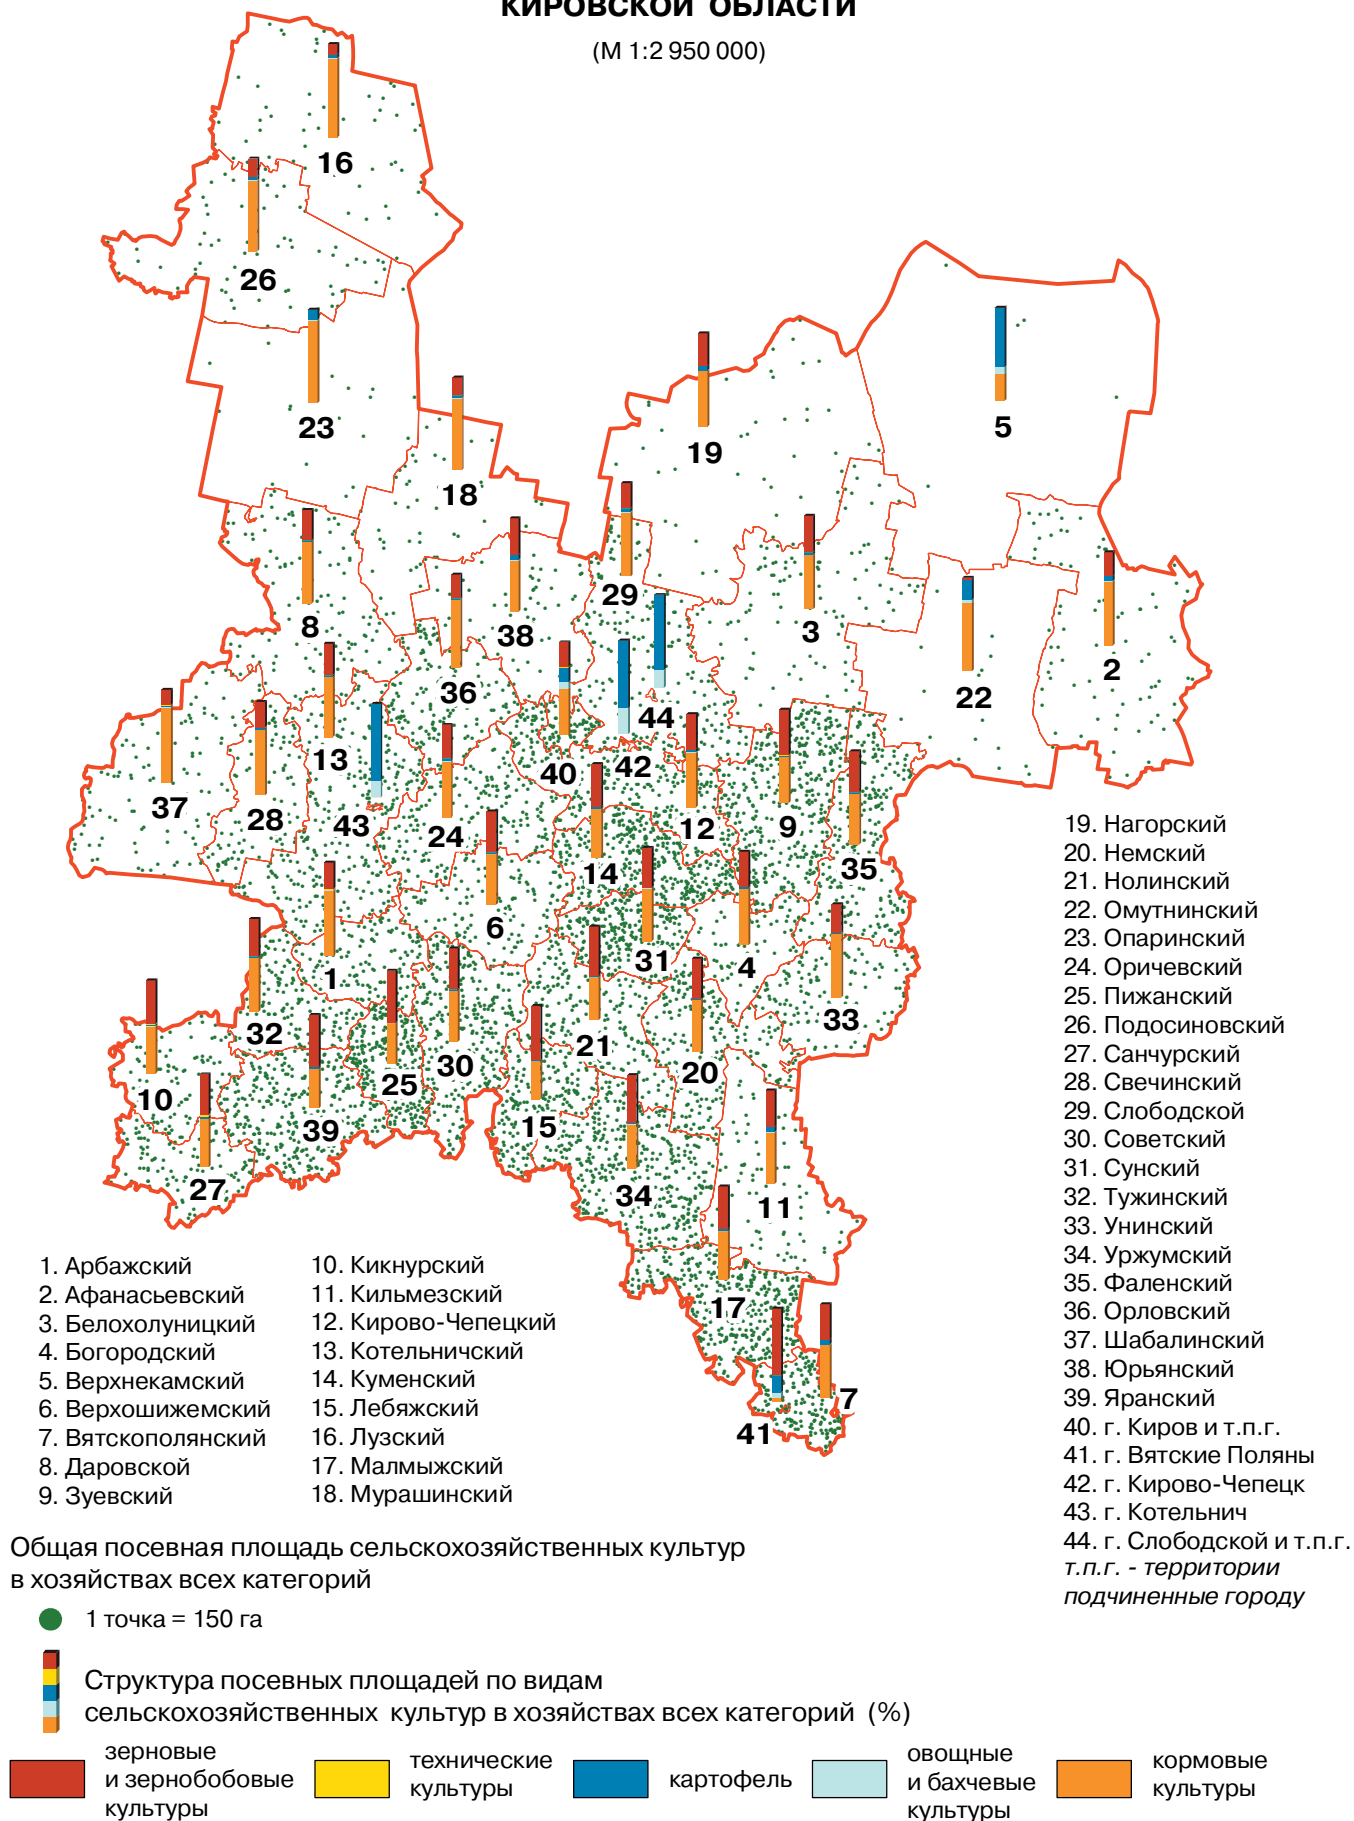 КИРОВСКОЙ ОБЛАСТИ
(М 1:2 950 000)
16
26
23
18
19
5
8
38
29
3
22
2
36
44
13
40
42
37
28
43
24
12
9
35
14
6
31
4
1
33
32
21
20
30
25
10
39
15
27
34
11
17
7
41
1. Арбажский
2. Афанасьевский
3. Белохолуницкий
4. Богородский
5. Верхнекамский
6. Верхошижемский
7. Вятскополянский
8. Даровской
9. Зуевский
10. Кикнурский
11. Кильмезский
12. Кирово-Чепецкий
13. Котельничский
14. Куменский
15. Лебяжский
16. Лузский
17. Малмыжский
18. Мурашинский
19. Нагорский
20. Немский
21. Нолинский
22. Омутнинский
23. Опаринский
24. Оричевский
25. Пижанский
26. Подосиновский
27. Санчурский
28. Свечинский
29. Слободской
30. Советский
31. Сунский
32. Тужинский
33. Унинский
34. Уржумский
35. Фаленский
36. Орловский
37. Шабалинский
38. Юрьянский
39. Яранский
40. г. Киров и т.п.г.
41. г. Вятские Поляны
42. г. Кирово-Чепецк
43. г. Котельнич
44. г. Слободской и т.п.г.
т.п.г. - территории
подчиненные городу
Общая посевная площадь сельскохозяйственных культур
в хозяйствах всех категорий
1 точка = 150 га
Структура посевных площадей по видам
сельскохозяйственных культур в хозяйствах всех категорий (%)
зерновые
и зернобобовые
культуры
технические
культуры
картофель
овощные
и бахчевые
культуры
кормовые
культуры